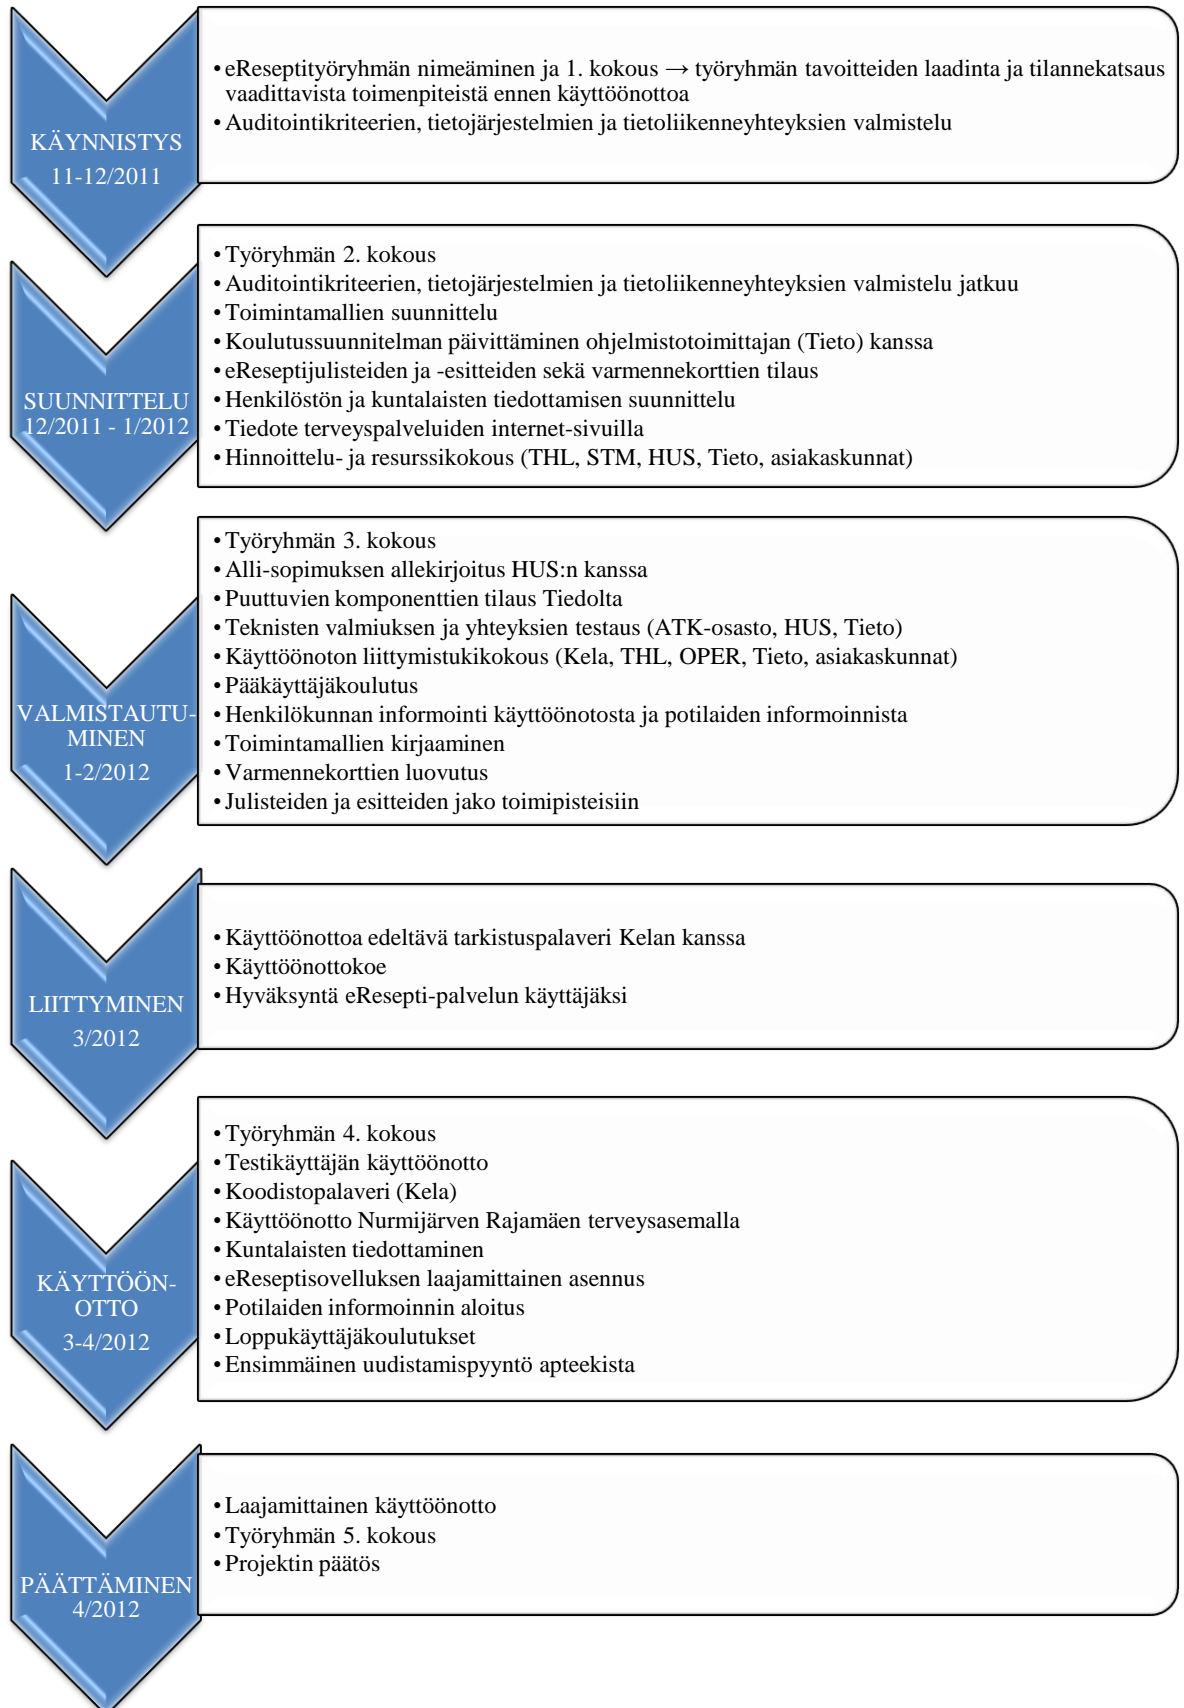 KÄYNNISTYS
11-12/2011
•eReseptityöryhmän nimeäminen ja 1. kokous → työryhmän tavoitteiden laadinta ja tilannekatsaus
vaadittavista toimenpiteistä ennen käyttöönottoa
•Auditointikriteerien, tietojärjestelmien ja tietoliikenneyhteyksien valmistelu
SUUNNITTELU
12/2011 - 1/2012
•Työryhmän 2. kokous
•Auditointikriteerien, tietojärjestelmien ja tietoliikenneyhteyksien valmistelu jatkuu
•Toimintamallien suunnittelu
•Koulutussuunnitelman päivittäminen ohjelmistotoimittajan (Tieto) kanssa
•eReseptijulisteiden ja -esitteiden sekä varmennekorttien tilaus
•Henkilöstön ja kuntalaisten tiedottamisen suunnittelu
•Tiedote terveyspalveluiden internet-sivuilla
•Hinnoittelu- ja resurssikokous (THL, STM, HUS, Tieto, asiakaskunnat)
VALMISTAUTU-
MINEN
1-2/2012
•Työryhmän 3. kokous
•Alli-sopimuksen allekirjoitus HUS:n kanssa
•Puuttuvien komponenttien tilaus Tiedolta
•Teknisten valmiuksen ja yhteyksien testaus (ATK-osasto, HUS, Tieto)
•Käyttöönoton liittymistukikokous (Kela, THL, OPER, Tieto, asiakaskunnat)
•Pääkäyttäjäkoulutus
•Henkilökunnan informointi käyttöönotosta ja potilaiden informoinnista
•Toimintamallien kirjaaminen
•Varmennekorttien luovutus
•Julisteiden ja esitteiden jako toimipisteisiin
LIITTYMINEN
3/2012
•Käyttöönottoa edeltävä tarkistuspalaveri Kelan kanssa
•Käyttöönottokoe
•Hyväksyntä eResepti-palvelun käyttäjäksi
KÄYTTÖÖN-
OTTO
3-4/2012
•Työryhmän 4. kokous
•Testikäyttäjän käyttöönotto
•Koodistopalaveri (Kela)
•Käyttöönotto Nurmijärven Rajamäen terveysasemalla
•Kuntalaisten tiedottaminen
•eReseptisovelluksen laajamittainen asennus
•Potilaiden informoinnin aloitus
•Loppukäyttäjäkoulutukset
•Ensimmäinen uudistamispyyntö apteekista
PÄÄTTÄMINEN
4/2012
•Laajamittainen käyttöönotto
•Työryhmän 5. kokous
•Projektin päätös